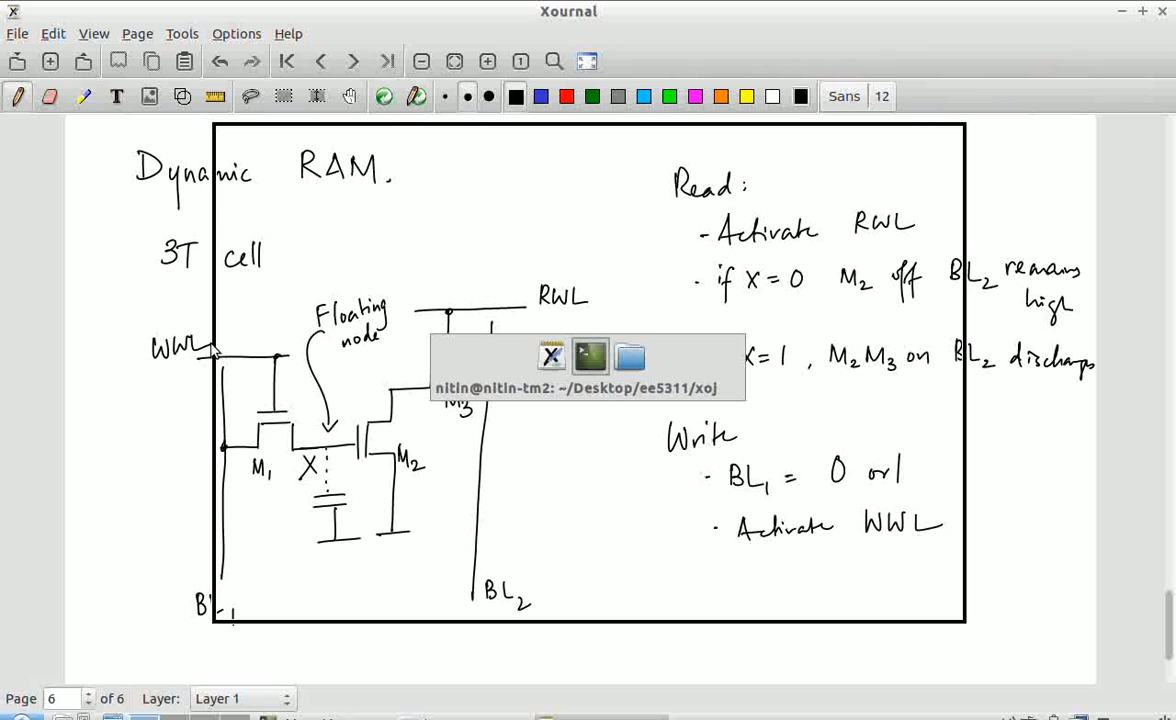 Xournal
File Edit View Page Tools Options Help
Sans 12
Dynamic RAM.
3T cell
WWL
Floating
node
RWL
M1
X
M2
M3
BL1
BL2
Read:
- Activate RWL
- if X = 0 M2 off BL2 remains
high
X = 1, M2 M3 on BL2 discharges
Write
- BL1 = 0 or 1
- Activate WWL
nitin@nitin-tm2: ~/Desktop/ee5311/xoj
Page 6 of 6 Layer: Layer 1